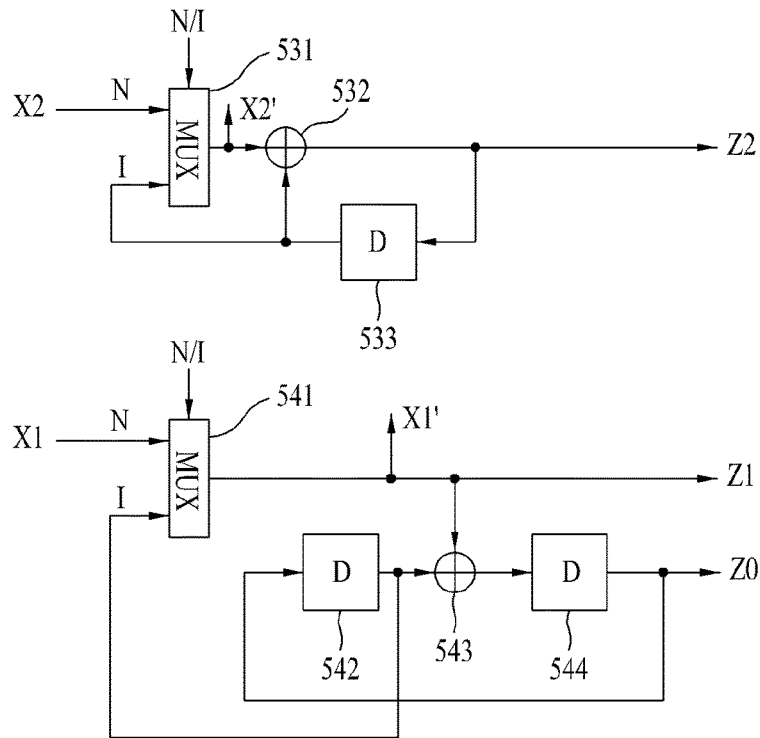 N/I
531
X2
N
MUX
X2'
532
Z2
I
D
533
N/I
541
X1
N
MUX
X1'
Z1
I
D
D
Z0
542
543
544